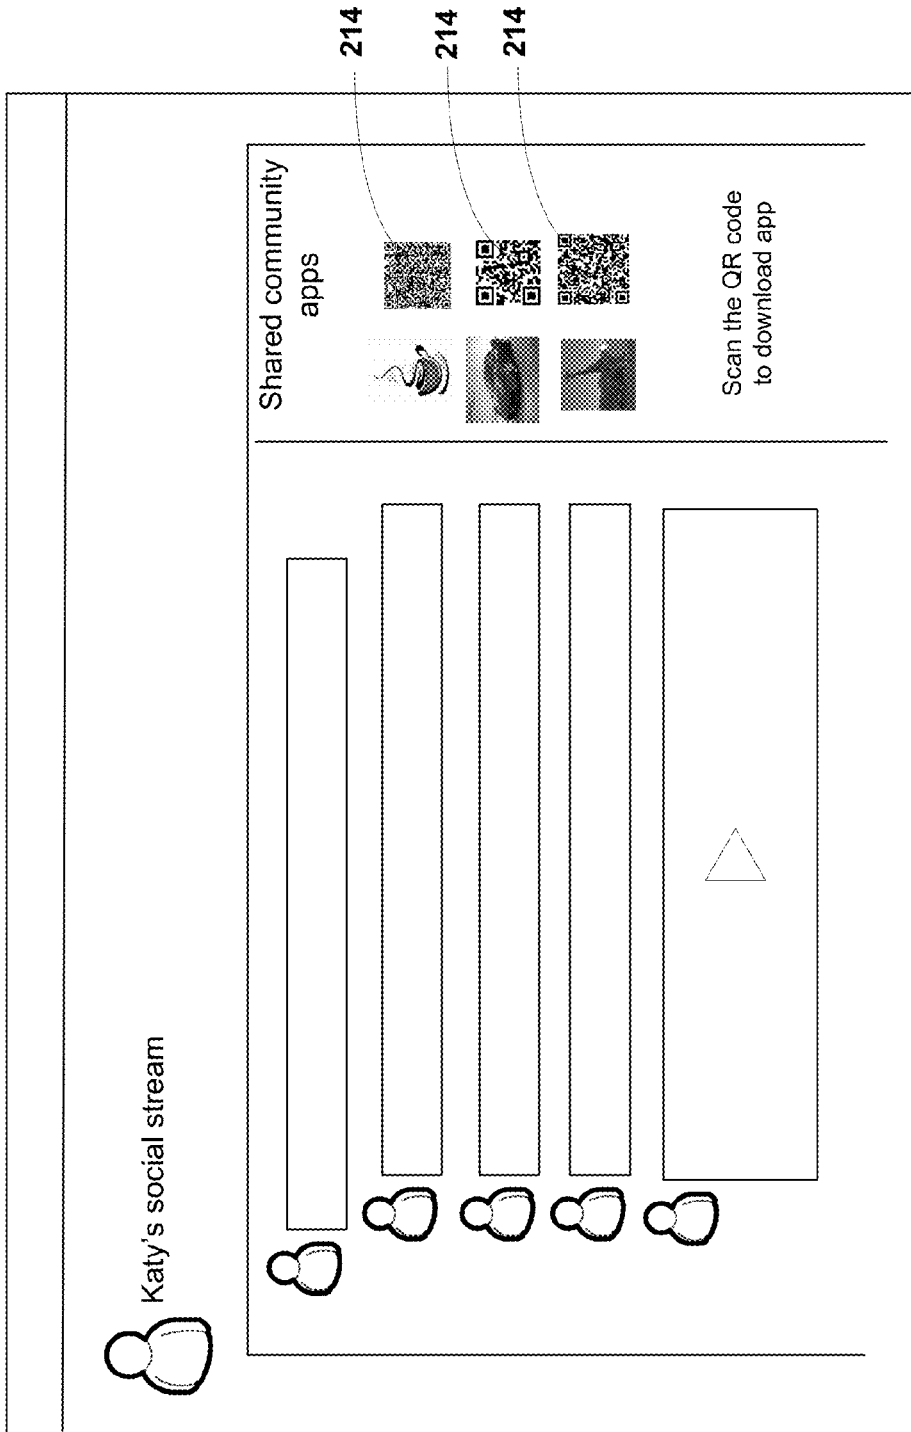 Katy's social stream
Shared community
apps
214
214
214
Scan the QR code
to download app